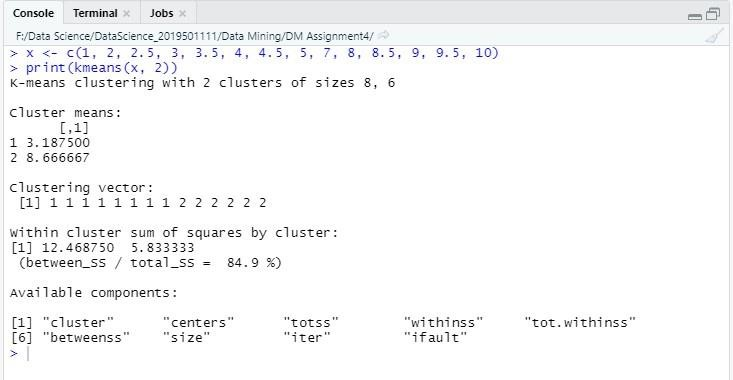 Console Terminal × Jobs ×
F:/Data Science/DataScience_2019501111/Data Mining/DM Assignment4/
> x <- c(1, 2, 2.5, 3, 3.5, 4, 4.5, 5, 7, 8, 8.5, 9, 9.5, 10)
> print(kmeans(x, 2))
K-means clustering with 2 clusters of sizes 8, 6
Cluster means:
[,1]
1 3.187500
2 8.666667
Clustering vector:
[1] 1 1 1 1 1 1 1 1 2 2 2 2 2 2
Within cluster sum of squares by cluster:
[1] 12.468750 5.833333
(between_SS / total_SS = 84.9 %)
Available components:
[1] "cluster" "centers" "totss" "withinss" "tot.withinss"
[6] "betweenss" "size" "iter" "ifault"
>